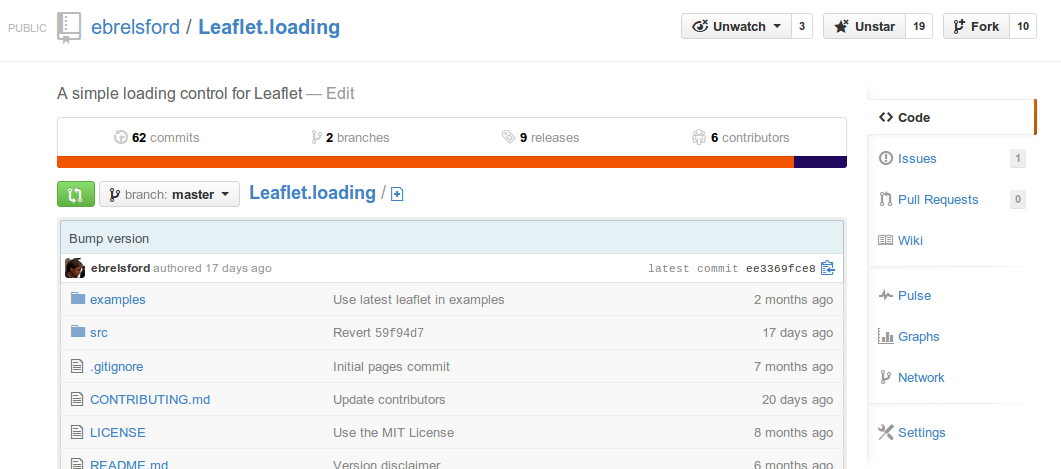 PUBLIC ebrelsford / Leaflet.loading Unwatch 3 Unstar 19 Fork 10
A simple loading control for Leaflet — Edit
62 commits 2 branches 9 releases 6 contributors
branch: master Leaflet.loading /
Bump version
ebrelsford authored 17 days ago latest commit ee3369fce8
examples Use latest leaflet in examples 2 months ago
src Revert 59f94d7 17 days ago
.gitignore Initial pages commit 7 months ago
CONTRIBUTING.md Update contributors 20 days ago
LICENSE Use the MIT License 8 months ago
README.md Version disclaimer 6 months ago
Code
Issues 1
Pull Requests 0
Wiki
Pulse
Graphs
Network
Settings